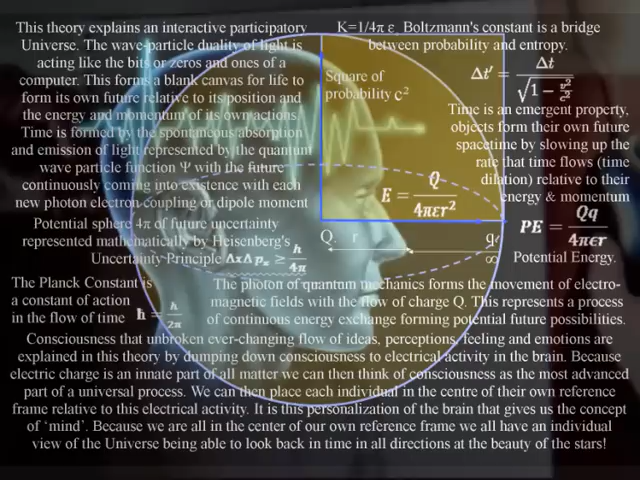 This theory explains an interactive participatory
Universe. The wave-particle duality of light is
acting like the bits or zeros and ones of a
computer. This forms a blank canvas for life to
form its own future relative to its position and
the energy and momentum of its own actions.
Time is formed by the spontaneous absorption
and emission of light represented by the quantum
wave particle function Ψ with the future
continuously coming into existence with each
new photon electron coupling or dipole moment
Potential sphere 4π of future uncertainty
represented mathematically by Heisenberg's
Uncertainty Principle Δx Δpₓ ≥ h/4π
The Planck Constant is
a constant of action
in the flow of time ħ = h/2π
K=1/4π ε. Boltzmann's constant is a bridge
between probability and entropy.
Δt' = Δt/√(1 − v²/c²)
Square of
probability c²
Time is an emergent property,
objects form their own future
spacetime by slowing up the
rate that time flows (time
dilation) relative to their
energy & momentum
E = Q/4πεr²
PE = Qq/4πεr
Potential Energy.
Q. r q.
∞
The photon of quantum mechanics forms the movement of electro-
magnetic fields with the flow of charge Q. This represents a process
of continuous energy exchange forming potential future possibilities.
Consciousness that unbroken ever-changing flow of ideas, perceptions, feeling and emotions are
explained in this theory by dumping down consciousness to electrical activity in the brain. Because
electric charge is an innate part of all matter we can then think of consciousness as the most advanced
part of a universal process. We can then place each individual in the centre of their own reference
frame relative to this electrical activity. It is this personalization of the brain that gives us the concept
of ‘mind’. Because we are all in the center of our own reference frame we all have an individual
view of the Universe being able to look back in time in all directions at the beauty of the stars!